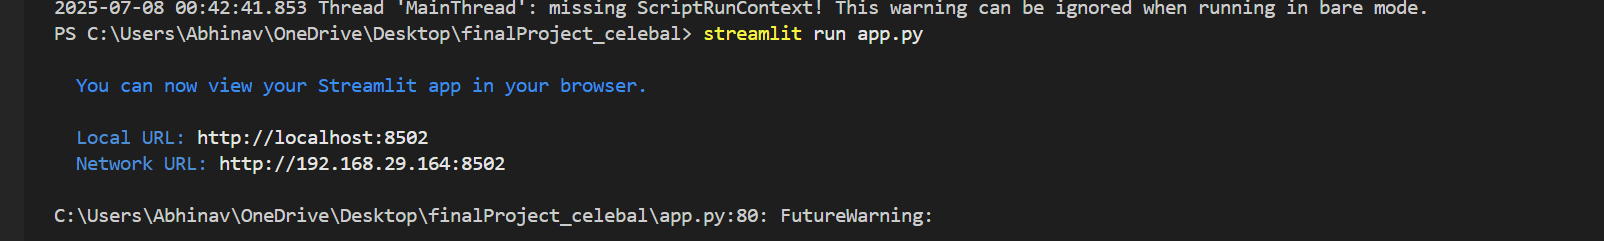 2025-07-08 00:42:41.853 Thread 'MainThread': missing ScriptRunContext! This warning can be ignored when running in bare mode.
PS C:\Users\Abhinav\OneDrive\Desktop\finalProject_celebal> streamlit run app.py
You can now view your Streamlit app in your browser.
Local URL: http://localhost:8502
Network URL: http://192.168.29.164:8502
C:\Users\Abhinav\OneDrive\Desktop\finalProject_celebal\app.py:80: FutureWarning: